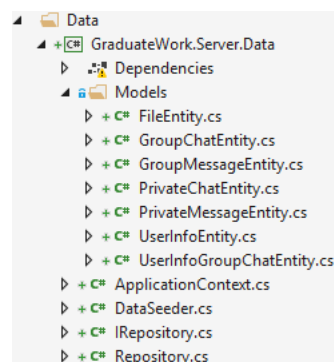 Data
+ C# GraduateWork.Server.Data
Dependencies
Models
+ C# FileEntity.cs
+ C# GroupChatEntity.cs
+ C# GroupMessageEntity.cs
+ C# PrivateChatEntity.cs
+ C# PrivateMessageEntity.cs
+ C# UserInfoEntity.cs
+ C# UserInfoGroupChatEntity.cs
+ C# ApplicationContext.cs
+ C# DataSeeder.cs
+ C# IRepository.cs
+ C# Repository.cs